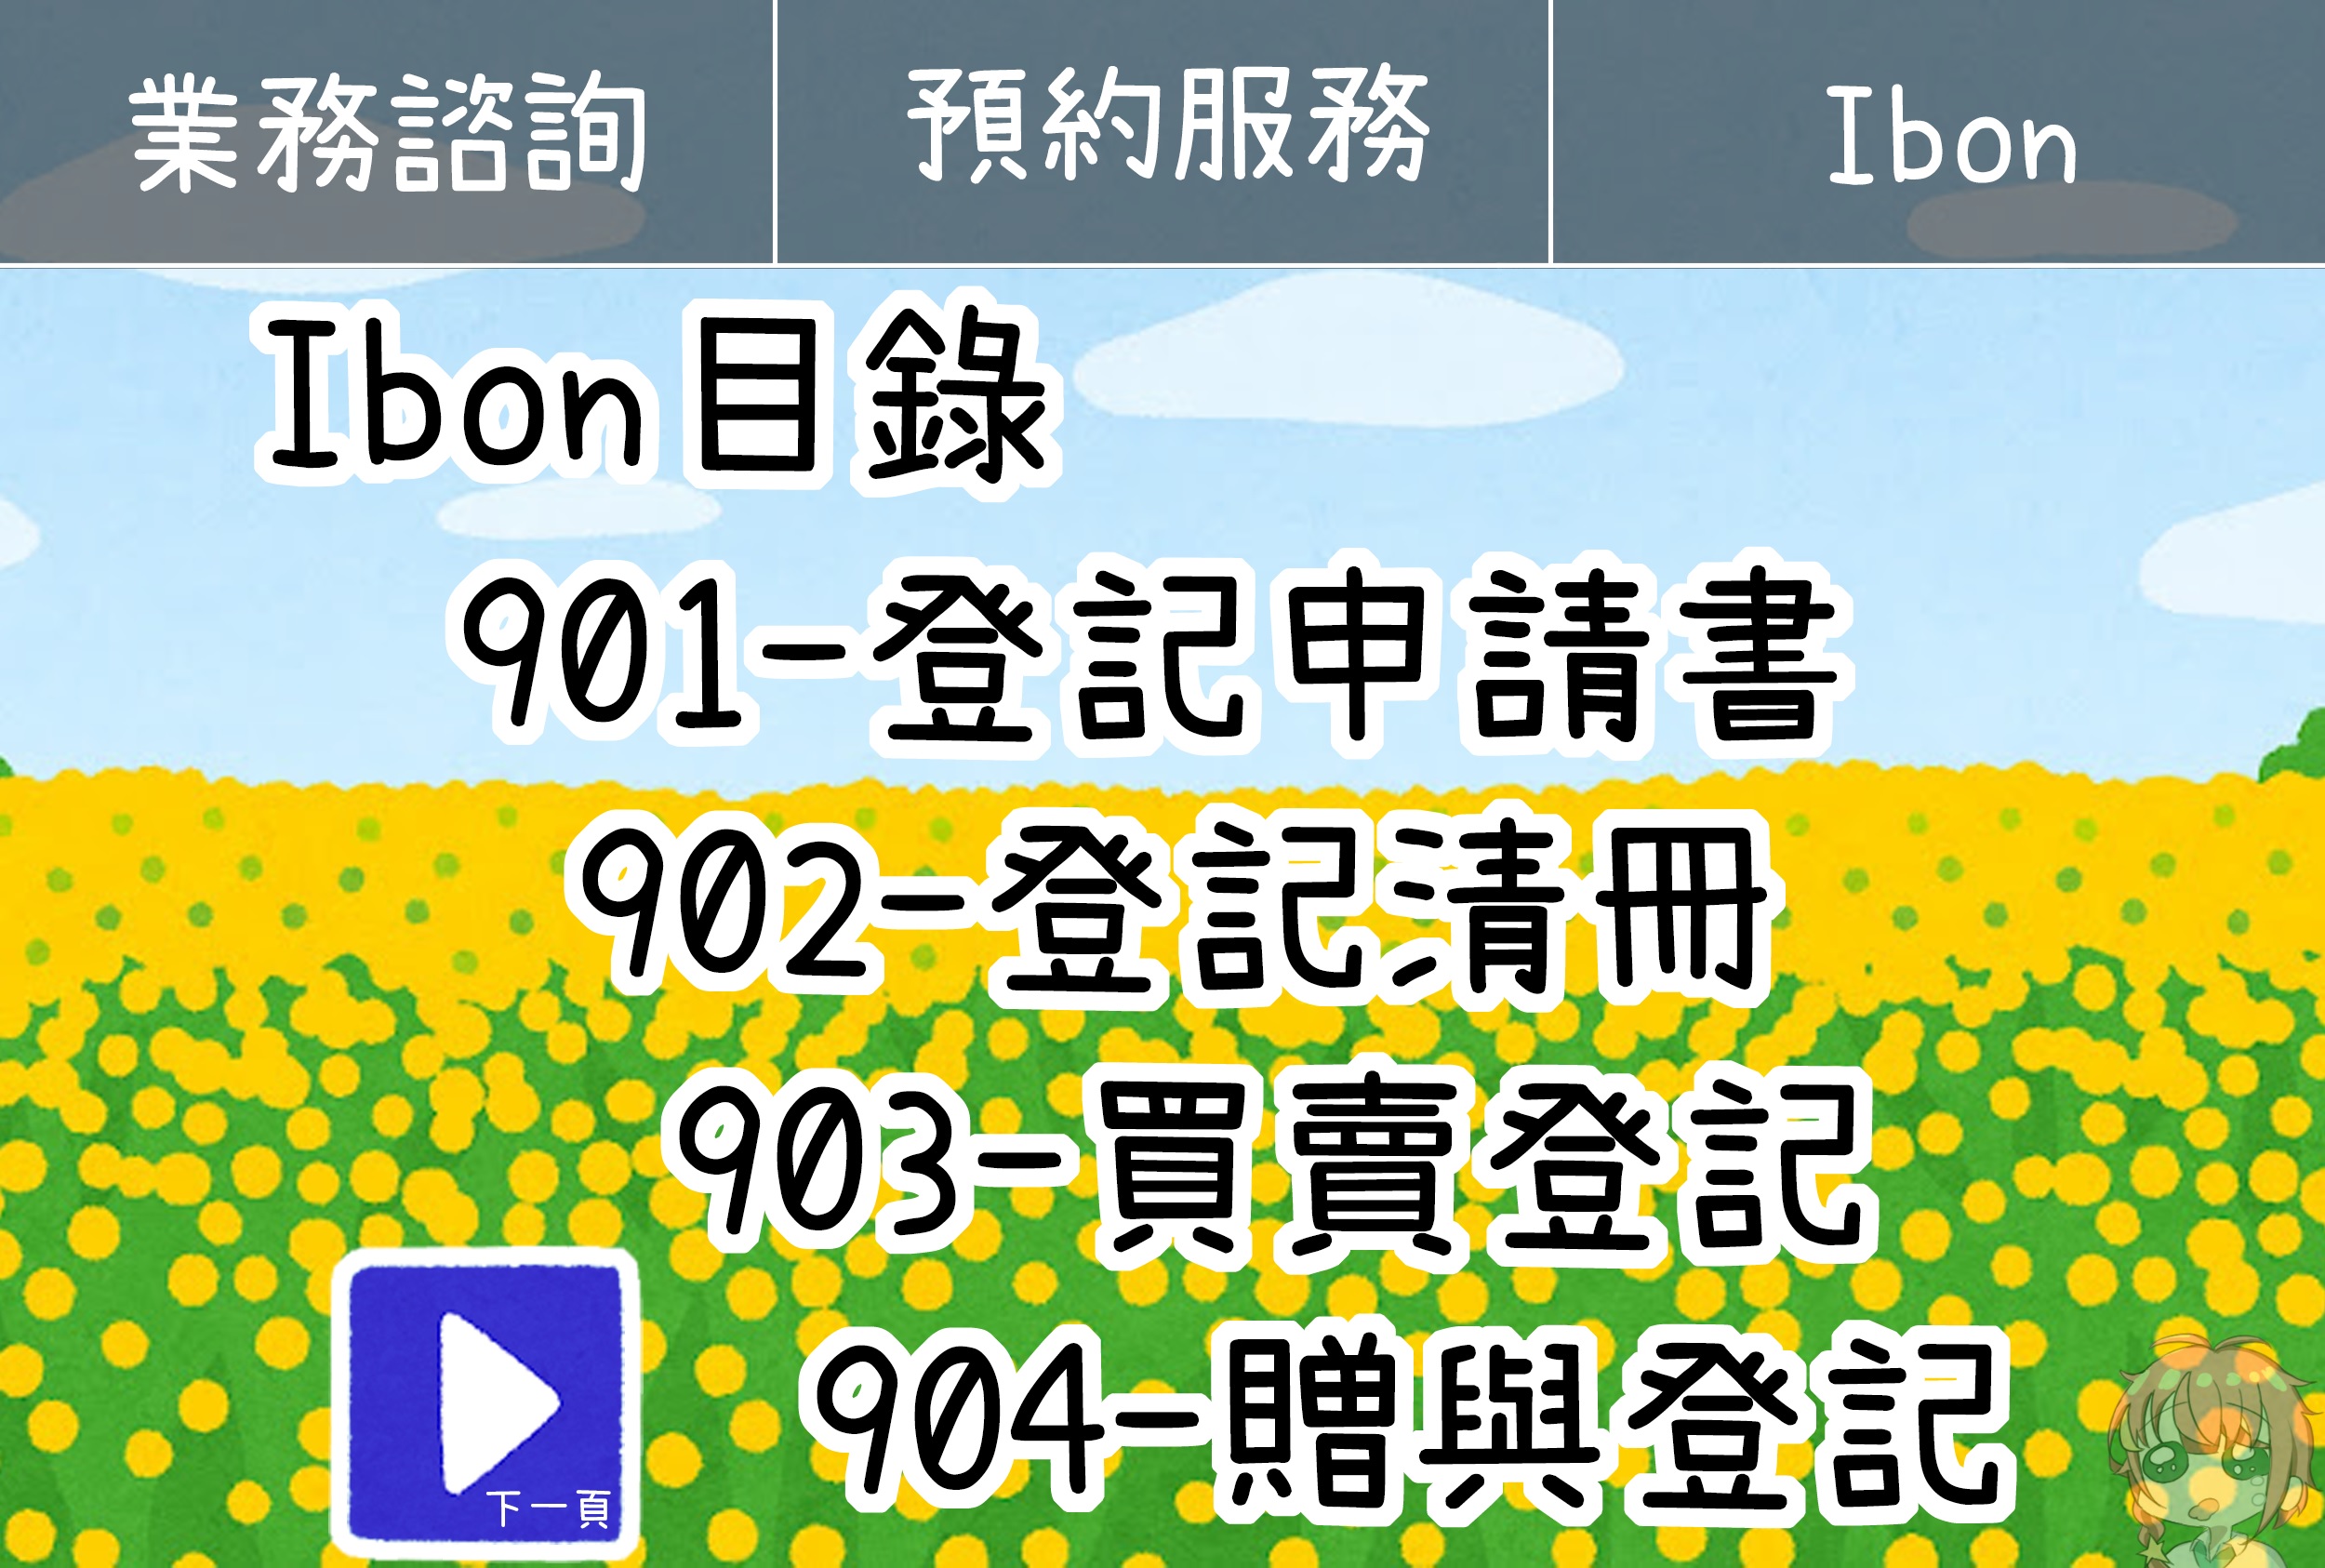 業務諮詢 預約服務 Ibon
Ibon目錄
901-登記申請書
902-登記清冊
903-買賣登記
904-贈與登記
下一頁